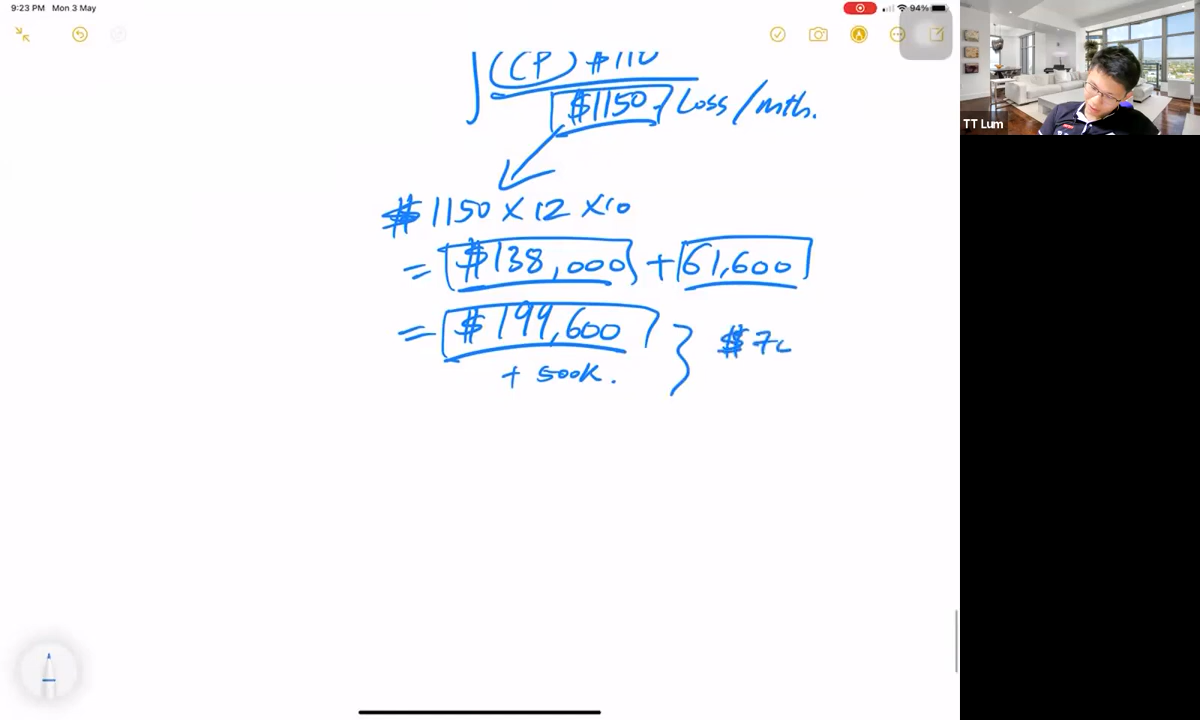 9:23 PM Mon 3 May 94%
TT Lum
(CP) $110
$1150 Loss/mth.
$1150 × 12 × 10
= $138,000 + 61,600
= $199,600
+ 500K. $70